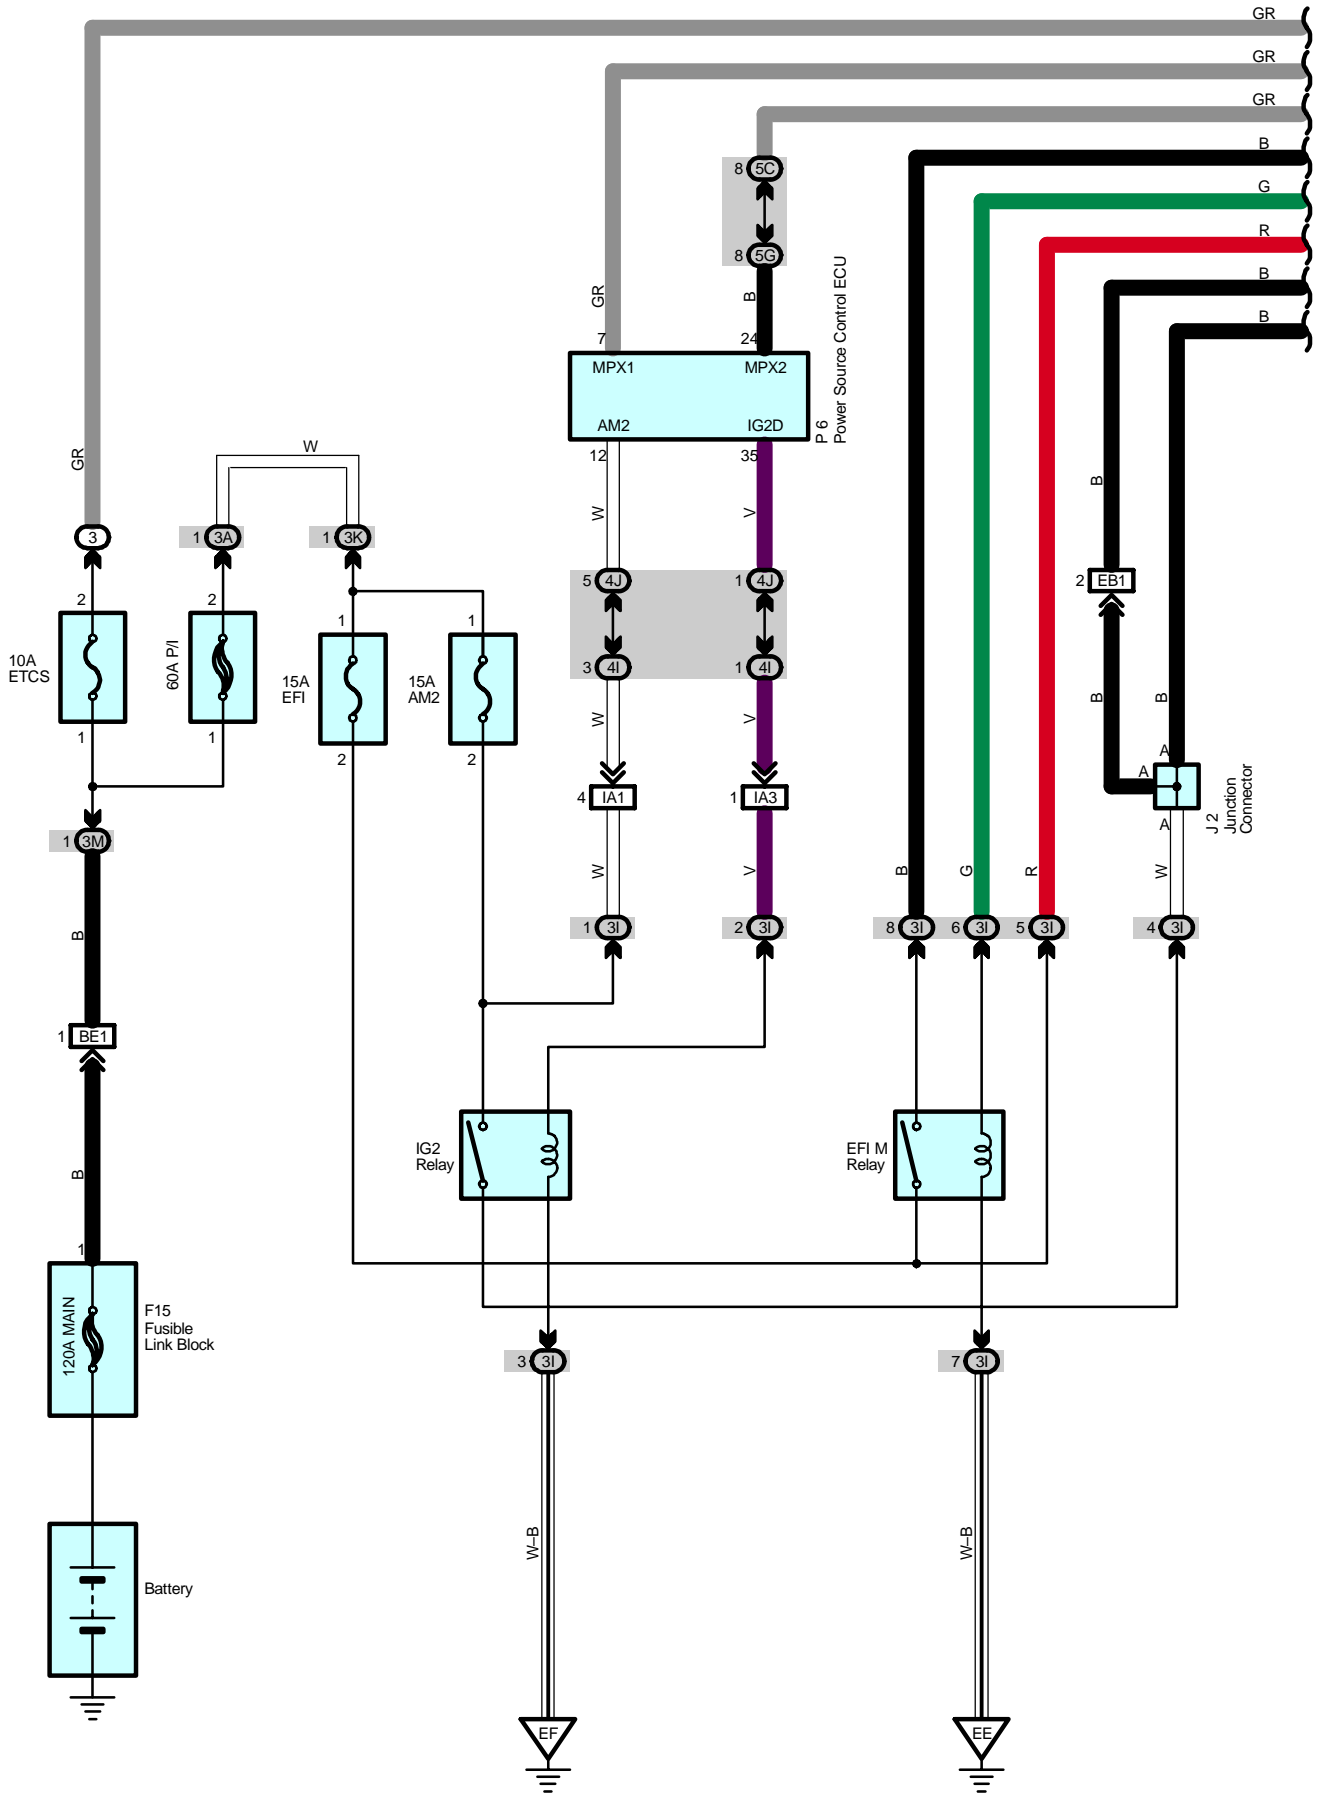 GR
GR
GR
B
G
R
B
B
8 5C
8 5G
GR
B
7
24
MPX1
MPX2
AM2
IG2D
P 6
Power Source Control ECU
12
35
W
GR
W
V
B
3
1 3A
1 3K
5 4J
1 4J
2 EB1
2
2
1
1
10A
ETCS
60A P/I
15A
EFI
15A
AM2
3 4I
1 4I
1
1
2
2
W
V
B
B
A
A
A
J 2
Junction
Connector
4 IA1
1 IA3
1 3M
W
V
B
G
R
W
1 3I
2 3I
8 3I
6 3I
5 3I
4 3I
B
1 BE1
IG2
Relay
EFI M
Relay
B
1
120A MAIN
F15
Fusible
Link Block
3 3I
7 3I
W–B
W–B
Battery
EF
EE